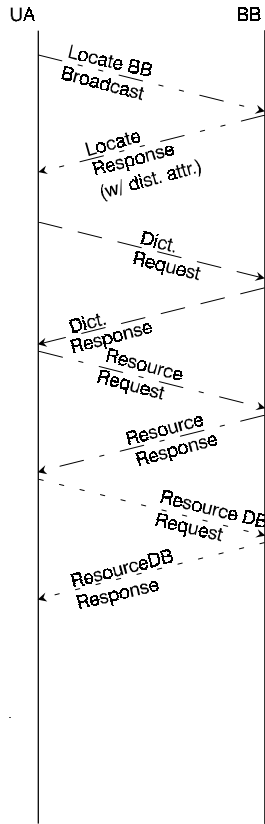 UA
BB
Locate BB
Broadcast
Locate
Response
(w/ dist. attr.)
Dict.
Request
Dict.
Response
Resource
Request
Resource
Response
Resource DB
Request
ResourceDB
Response